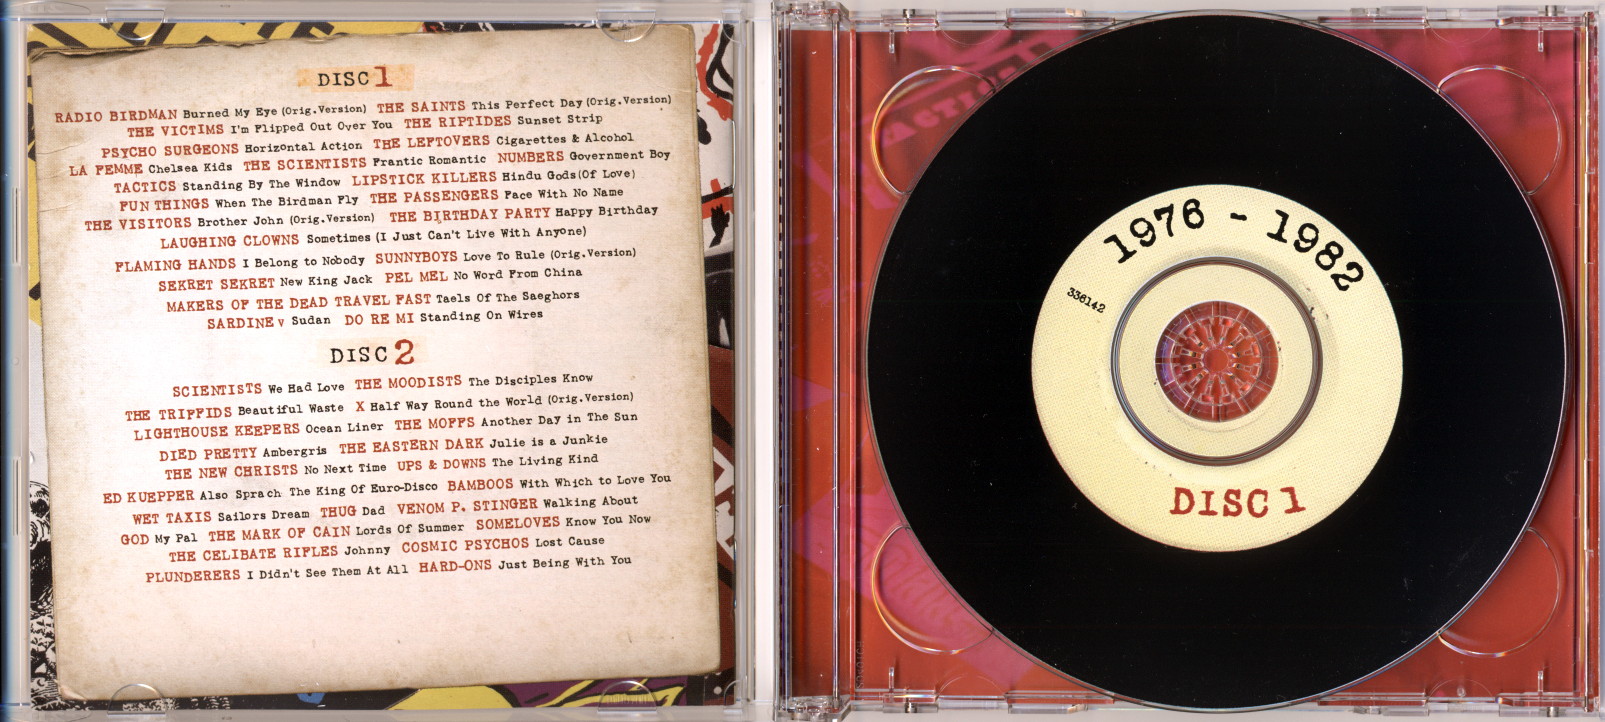 DISC 1
RADIO BIRDMAN Burned My Eye (Orig.Version) THE SAINTS This Perfect Day (Orig.Version)
THE VICTIMS I'm Flipped Out Over You THE RIPTIDES Sunset Strip
PSYCHO SURGEONS Horizontal Action THE LEFTOVERS Cigarettes & Alcohol
LA FEMME Chelsea Kids THE SCIENTISTS Frantic Romantic NUMBERS Government Boy
TACTICS Standing By The Window LIPSTICK KILLERS Hindu Gods(Of Love)
FUN THINGS When The Birdman Fly THE PASSENGERS Face With No Name
THE VISITORS Brother John (Orig.Version) THE BIRTHDAY PARTY Happy Birthday
LAUGHING CLOWNS Sometimes (I Just Can't Live With Anyone)
FLAMING HANDS I Belong to Nobody SUNNYBOYS Love To Rule (Orig.Version)
SEKRET SEKRET New King Jack PEL MEL No Word From China
MAKERS OF THE DEAD TRAVEL FAST Taels Of The Saeghors
SARDINE v Sudan DO RE MI Standing On Wires
DISC 2
SCIENTISTS We Had Love THE MOODISTS The Disciples Know
THE TRIFFIDS Beautiful Waste X Half Way Round the World (Orig.Version)
LIGHTHOUSE KEEPERS Ocean Liner THE MOFFS Another Day in The Sun
DIED PRETTY Ambergris THE EASTERN DARK Julie is a Junkie
THE NEW CHRISTS No Next Time UPS & DOWNS The Living Kind
ED KUEPPER Also Sprach The King Of Euro-Disco BAMBOOS With Which to Love You
WET TAXIS Sailors Dream THUG Dad VENOM P. STINGER Walking About
GOD My Pal THE MARK OF CAIN Lords Of Summer SOMELOVES Know You Now
THE CELIBATE RIFLES Johnny COSMIC PSYCHOS Lost Cause
PLUNDERERS I Didn't See Them At All HARD-ONS Just Being With You
1976 - 1982
336142
DISC 1